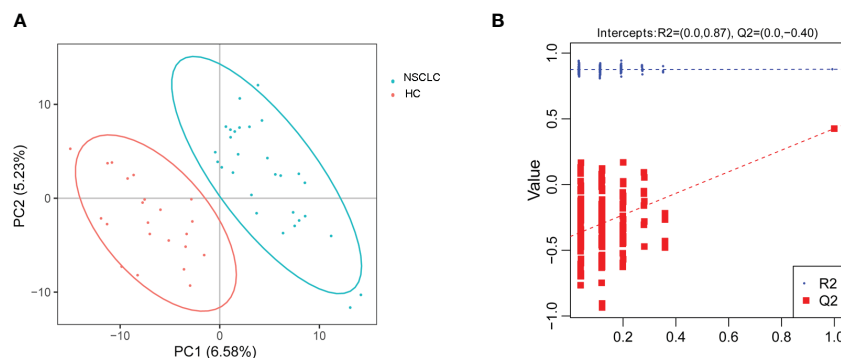 A
B
NSCLC
HC
10
0
−10
−10
0
10
PC1 (6.58%)
PC2 (5.23%)
Intercepts:R2=(0.0,0.87), Q2=(0.0,−0.40)
Value
1.0
0.5
0.0
−0.5
−1.0
0.2
0.4
0.6
0.8
1.0
R2
Q2